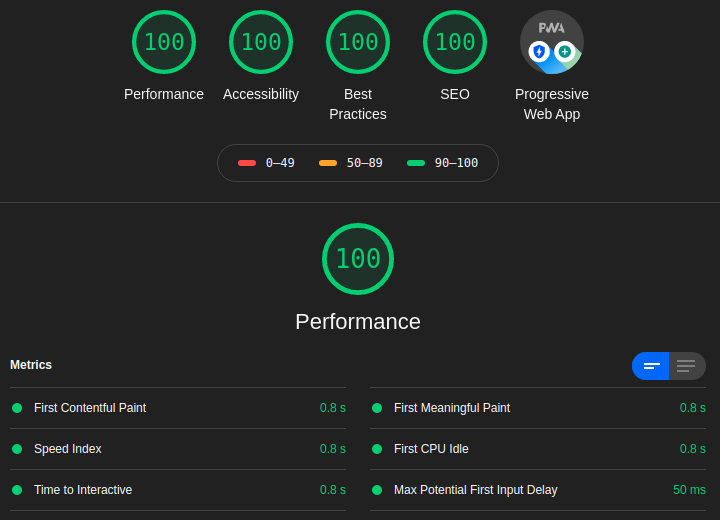 100 100 100 100 PWA
Performance Accessibility Best Practices SEO Progressive Web App
0–49 50–89 90–100
100
Performance
Metrics
First Contentful Paint 0.8 s
First Meaningful Paint 0.8 s
Speed Index 0.8 s
First CPU Idle 0.8 s
Time to Interactive 0.8 s
Max Potential First Input Delay 50 ms